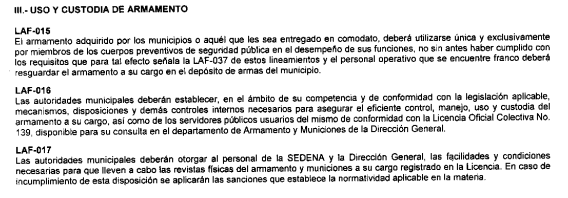 III.- USO Y CUSTODIA DE ARMAMENTO
LAF-015
El armamento adquirido por los municipios o aquél que les sea entregado en comodato, deberá utilizarse única y exclusivamente
por miembros de los cuerpos preventivos de seguridad pública en el desempeño de sus funciones, no sin antes haber cumplido con
los requisitos que para tal efecto señala la LAF-037 de estos lineamientos y el personal operativo que se encuentre franco deberá
resguardar el armamento a su cargo en el depósito de armas del municipio.
LAF-016
Las autoridades municipales deberán establecer, en el ámbito de su competencia y de conformidad con la legislación aplicable,
mecanismos, disposiciones y demás controles internos necesarios para asegurar el eficiente control, manejo, uso y custodia del
armamento a su cargo, así como de los servidores públicos usuarios del mismo de conformidad con la Licencia Oficial Colectiva No.
139, disponible para su consulta en el departamento de Armamento y Municiones de la Dirección General.
LAF-017
Las autoridades municipales deberán otorgar al personal de la SEDENA y la Dirección General, las facilidades y condiciones
necesarias para que lleven a cabo las revistas físicas del armamento y municiones a su cargo registrado en la Licencia. En caso de
incumplimiento de esta disposición se aplicarán las sanciones que establece la normatividad aplicable en la materia.